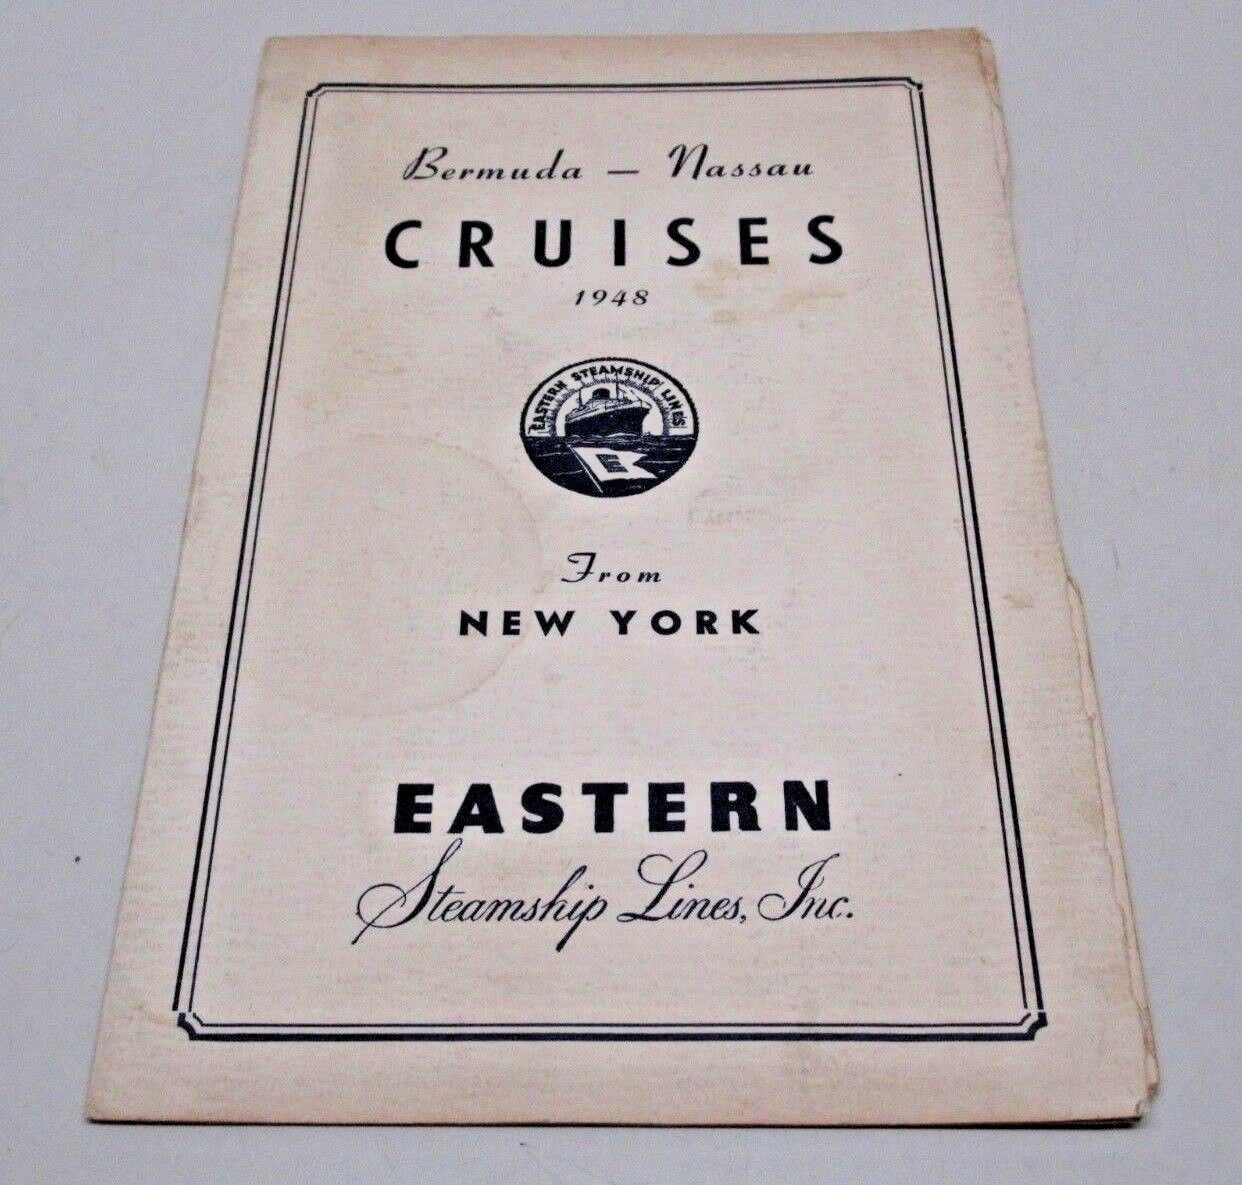 Bermuda — Nassau
CRUISES
1948
EASTERN STEAMSHIP LINES
E
From
NEW YORK
EASTERN
Steamship Lines, Inc.